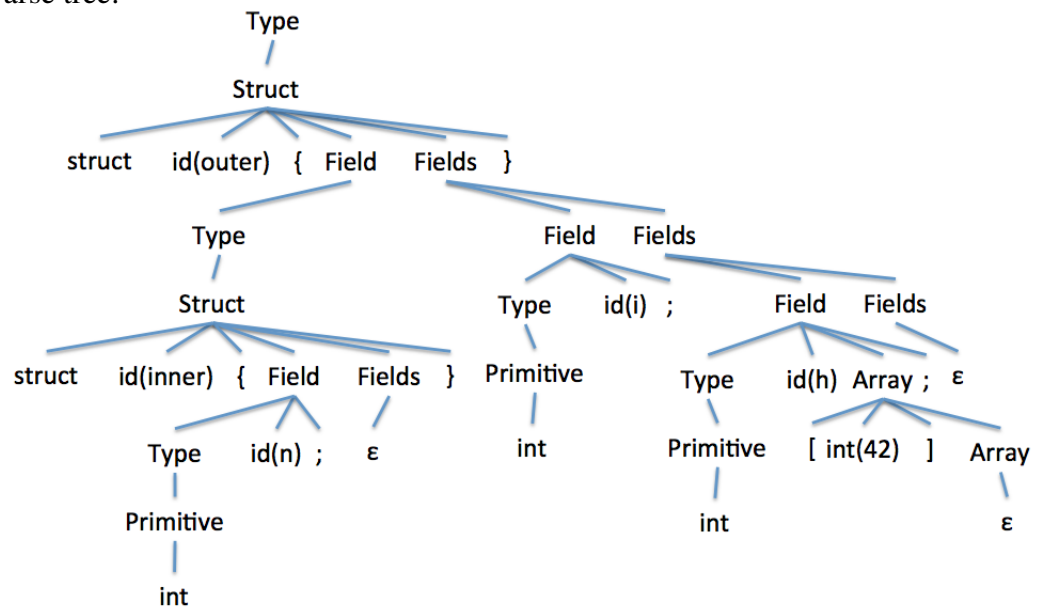 arse tree:
Type
Struct
struct id(outer) { Field Fields }
Type Field Fields
Struct Type id(i) ; Field Fields
struct id(inner) { Field Fields } Primitive Type id(h) Array ; ε
Type id(n) ; ε int Primitive [ int(42) ] Array
Primitive int ε
int